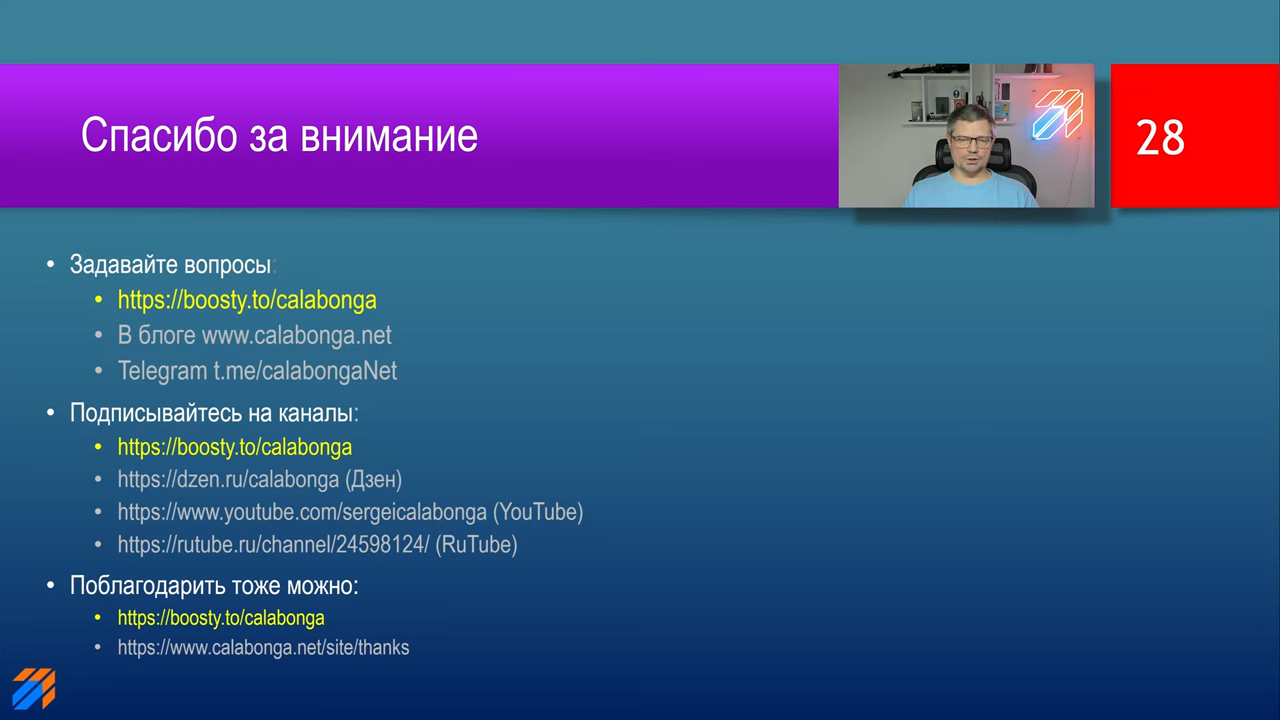 Спасибо за внимание
28
• Задавайте вопросы:
• https://boosty.to/calabonga
• В блоге www.calabonga.net
• Telegram t.me/calabongaNet
• Подписывайтесь на каналы:
• https://boosty.to/calabonga
• https://dzen.ru/calabonga (Дзен)
• https://www.youtube.com/sergeicalabonga (YouTube)
• https://rutube.ru/channel/24598124/ (RuTube)
• Поблагодарить тоже можно:
• https://boosty.to/calabonga
• https://www.calabonga.net/site/thanks